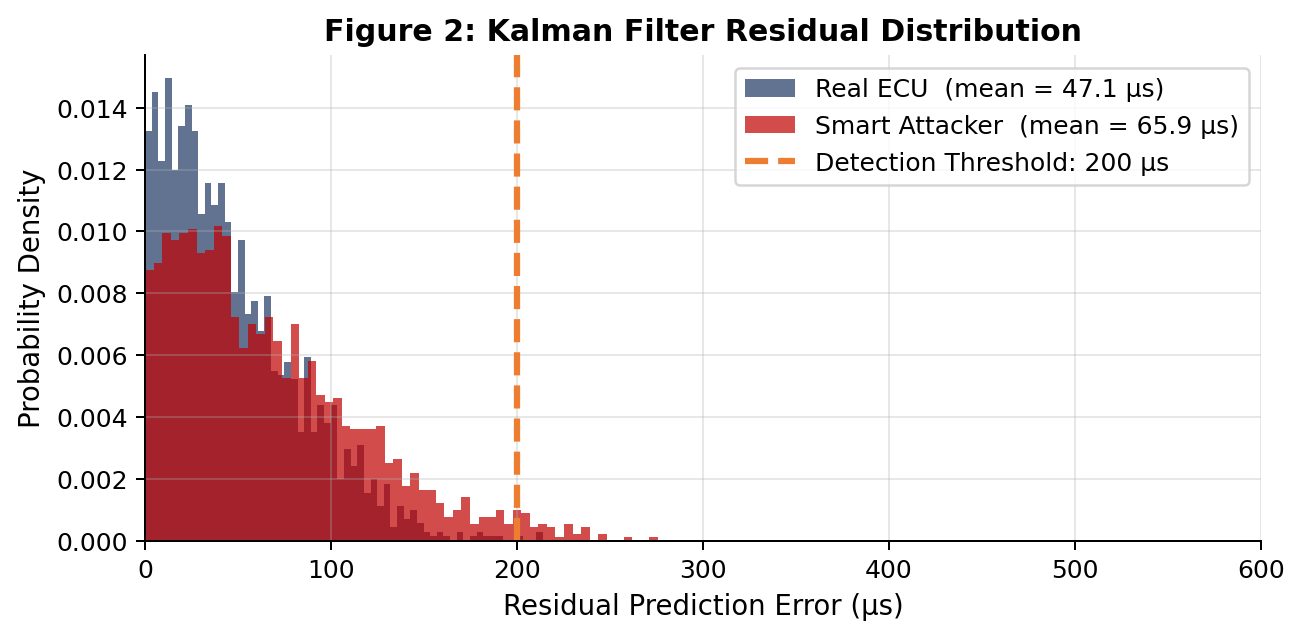 Figure 2: Kalman Filter Residual Distribution
Real ECU (mean = 47.1 μs)
Smart Attacker (mean = 65.9 μs)
Detection Threshold: 200 μs
Probability Density
0.014
0.012
0.010
0.008
0.006
0.004
0.002
0.000
0 100 200 300 400 500 600
Residual Prediction Error (μs)